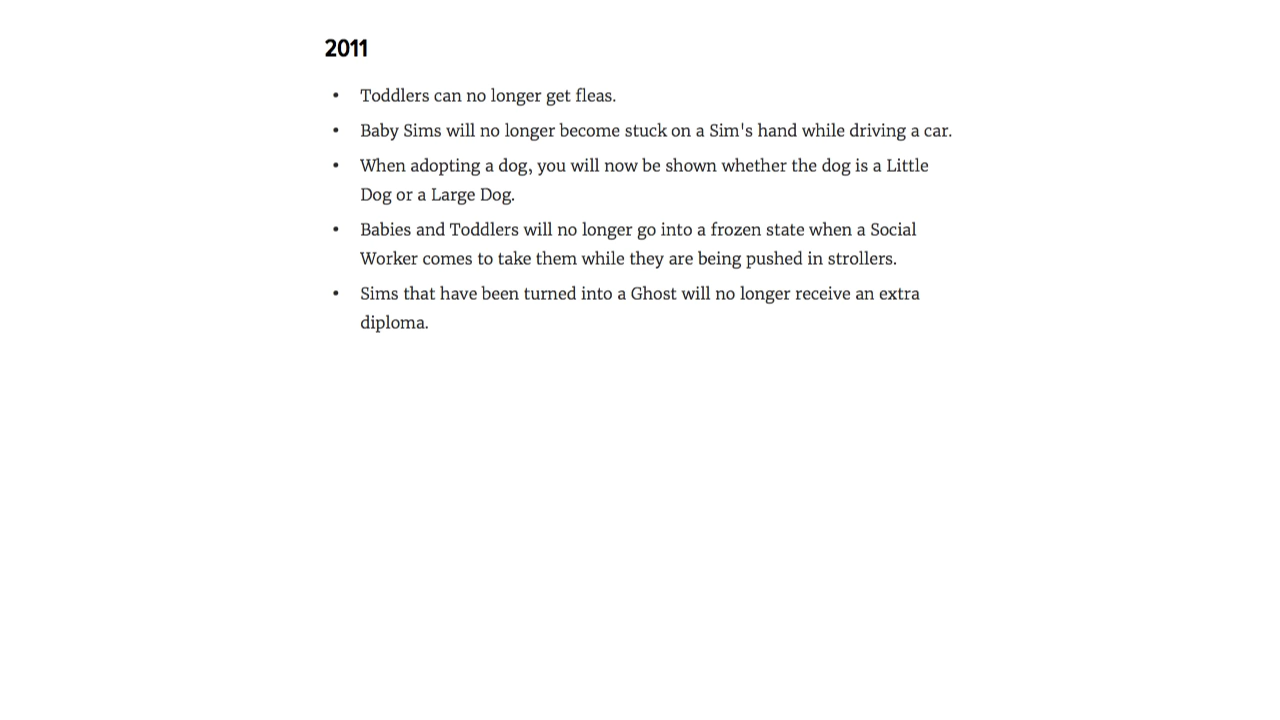 2011
• Toddlers can no longer get fleas.
• Baby Sims will no longer become stuck on a Sim's hand while driving a car.
• When adopting a dog, you will now be shown whether the dog is a Little
Dog or a Large Dog.
• Babies and Toddlers will no longer go into a frozen state when a Social
Worker comes to take them while they are being pushed in strollers.
• Sims that have been turned into a Ghost will no longer receive an extra
diploma.